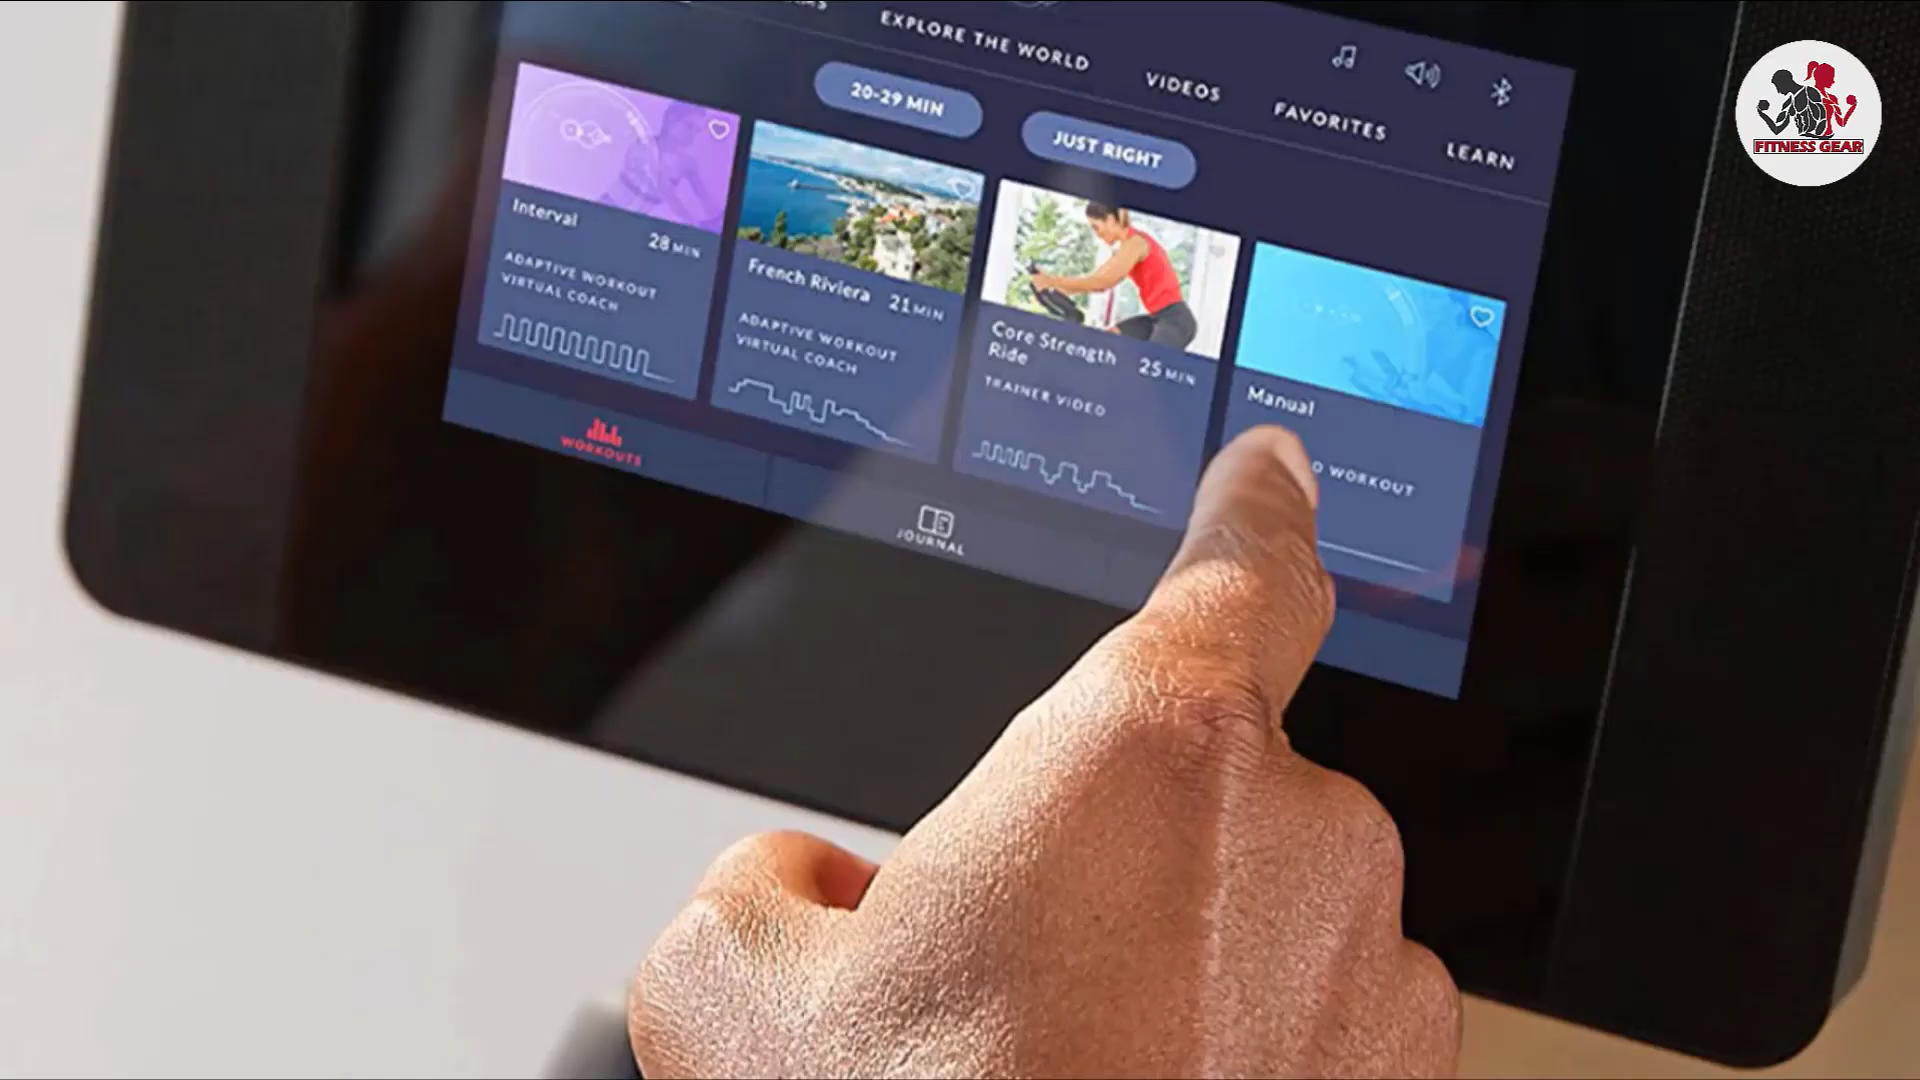 EXPLORE THE WORLD
VIDEOS
FAVORITES
LEARN
20-29 MIN
JUST RIGHT
FITNESS GEAR
Interval
28 MIN
ADAPTIVE WORKOUT
VIRTUAL COACH
French Riviera
21 MIN
ADAPTIVE WORKOUT
VIRTUAL COACH
Core Strength
Ride
25 MIN
TRAINER VIDEO
Manual
WORKOUT
WORKOUTS
JOURNAL